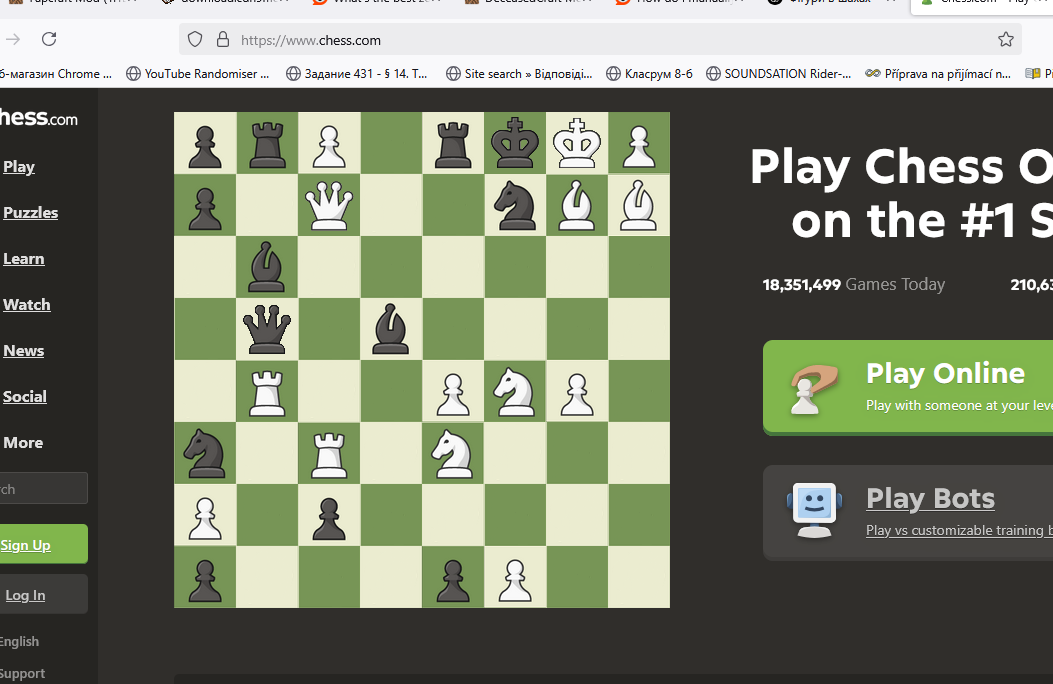 https://www.chess.com
б-магазин Chrome ...
YouTube Randomiser ...
Задание 431 - § 14. Т...
Site search » Відповіді...
Класрум 8-б
SOUNDSATION Rider-...
Příprava na přijímací n...
hess.com
Play
Puzzles
Learn
Watch
News
Social
More
rch
Sign Up
Log In
English
Support
Play Chess O
on the #1 S
18,351,499 Games Today
210,63
Play Online
Play with someone at your leve
Play Bots
Play vs customizable training b